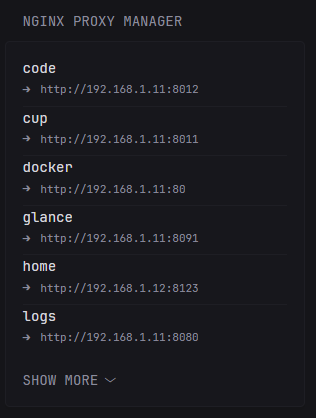 NGINX PROXY MANAGER
code
→ http://192.168.1.11:8012
cup
→ http://192.168.1.11:8011
docker
→ http://192.168.1.11:80
glance
→ http://192.168.1.11:8091
home
→ http://192.168.1.12:8123
logs
→ http://192.168.1.11:8080
SHOW MORE